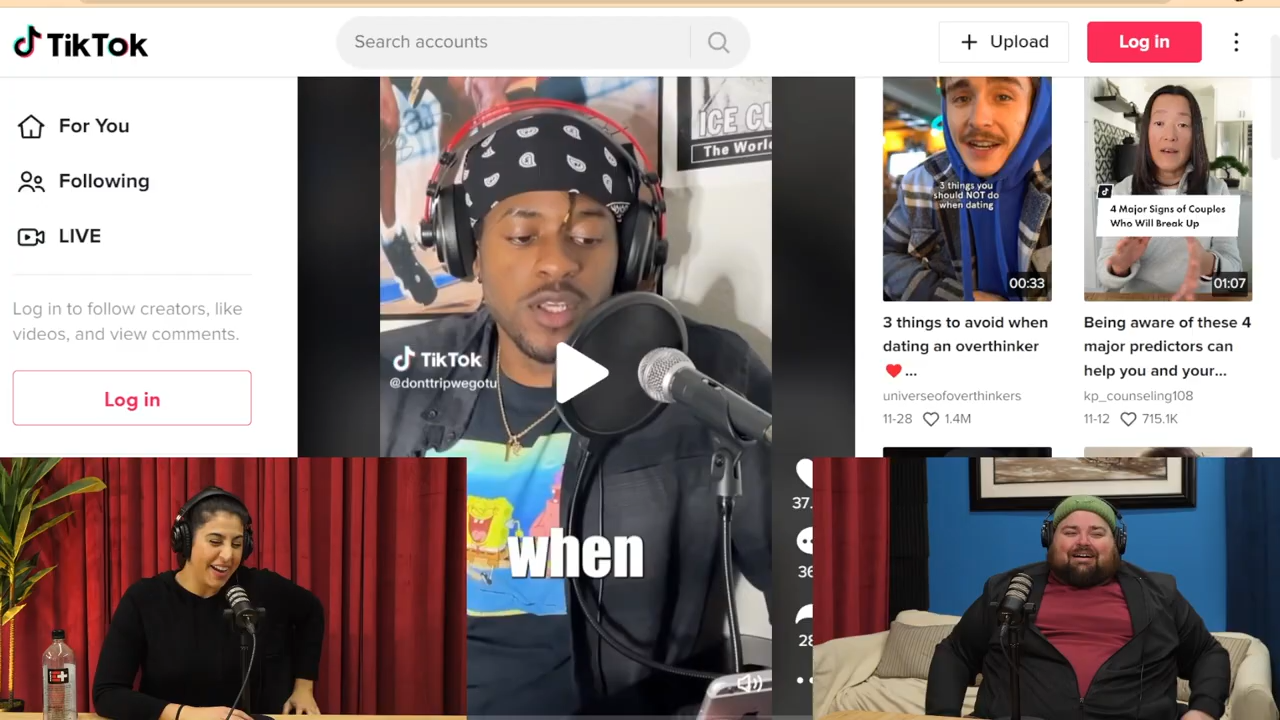 TikTok
Search accounts
+ Upload
Log in
For You
Following
LIVE
Log in to follow creators, like
videos, and view comments.
Log in
ICE CU
The World
TikTok
@donttripwegotu
when
37.
36
28
3 things you
should NOT do
when dating
00:33
3 things to avoid when
dating an overthinker
❤️ ...
universeofoverthinkers
11-28 1.4M
4 Major Signs of Couples
Who Will Break Up
01:07
Being aware of these 4
major predictors can
help you and your...
kp_counseling108
11-12 715.1K